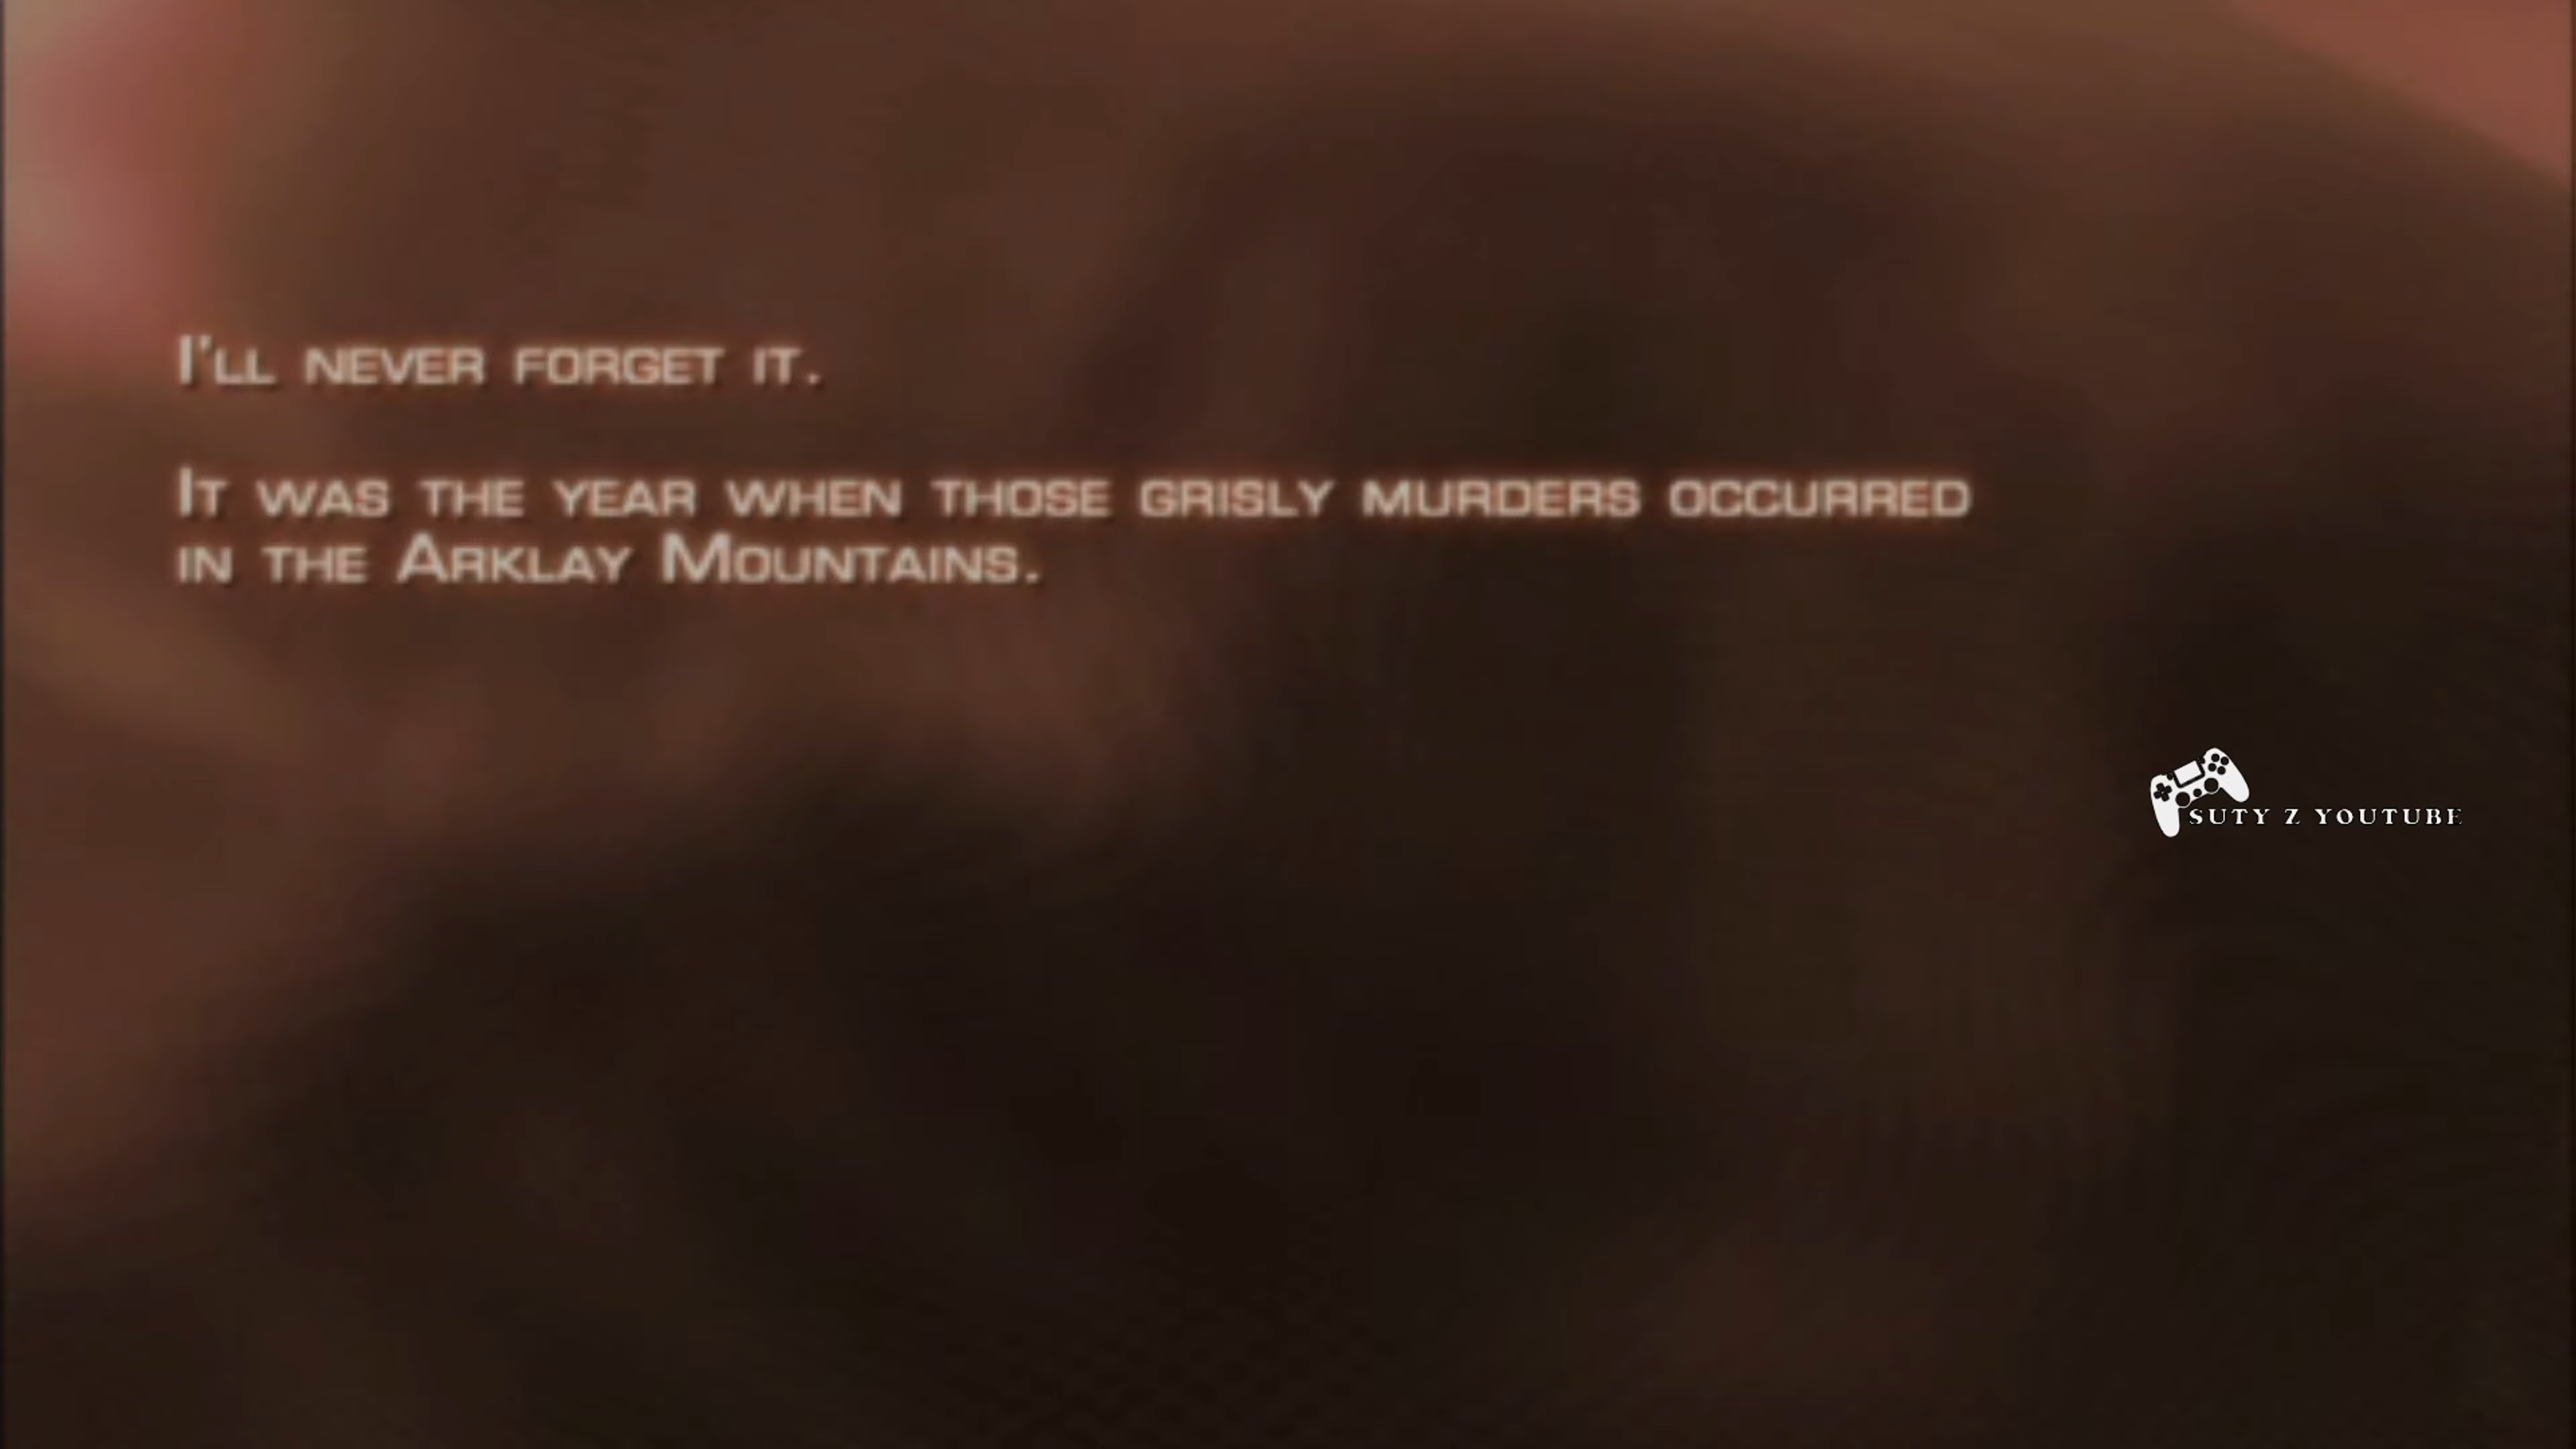 I'LL NEVER FORGET IT.
IT WAS THE YEAR WHEN THOSE GRISLY MURDERS OCCURRED
IN THE ARKLAY MOUNTAINS.
SUTY Z YOUTUBE